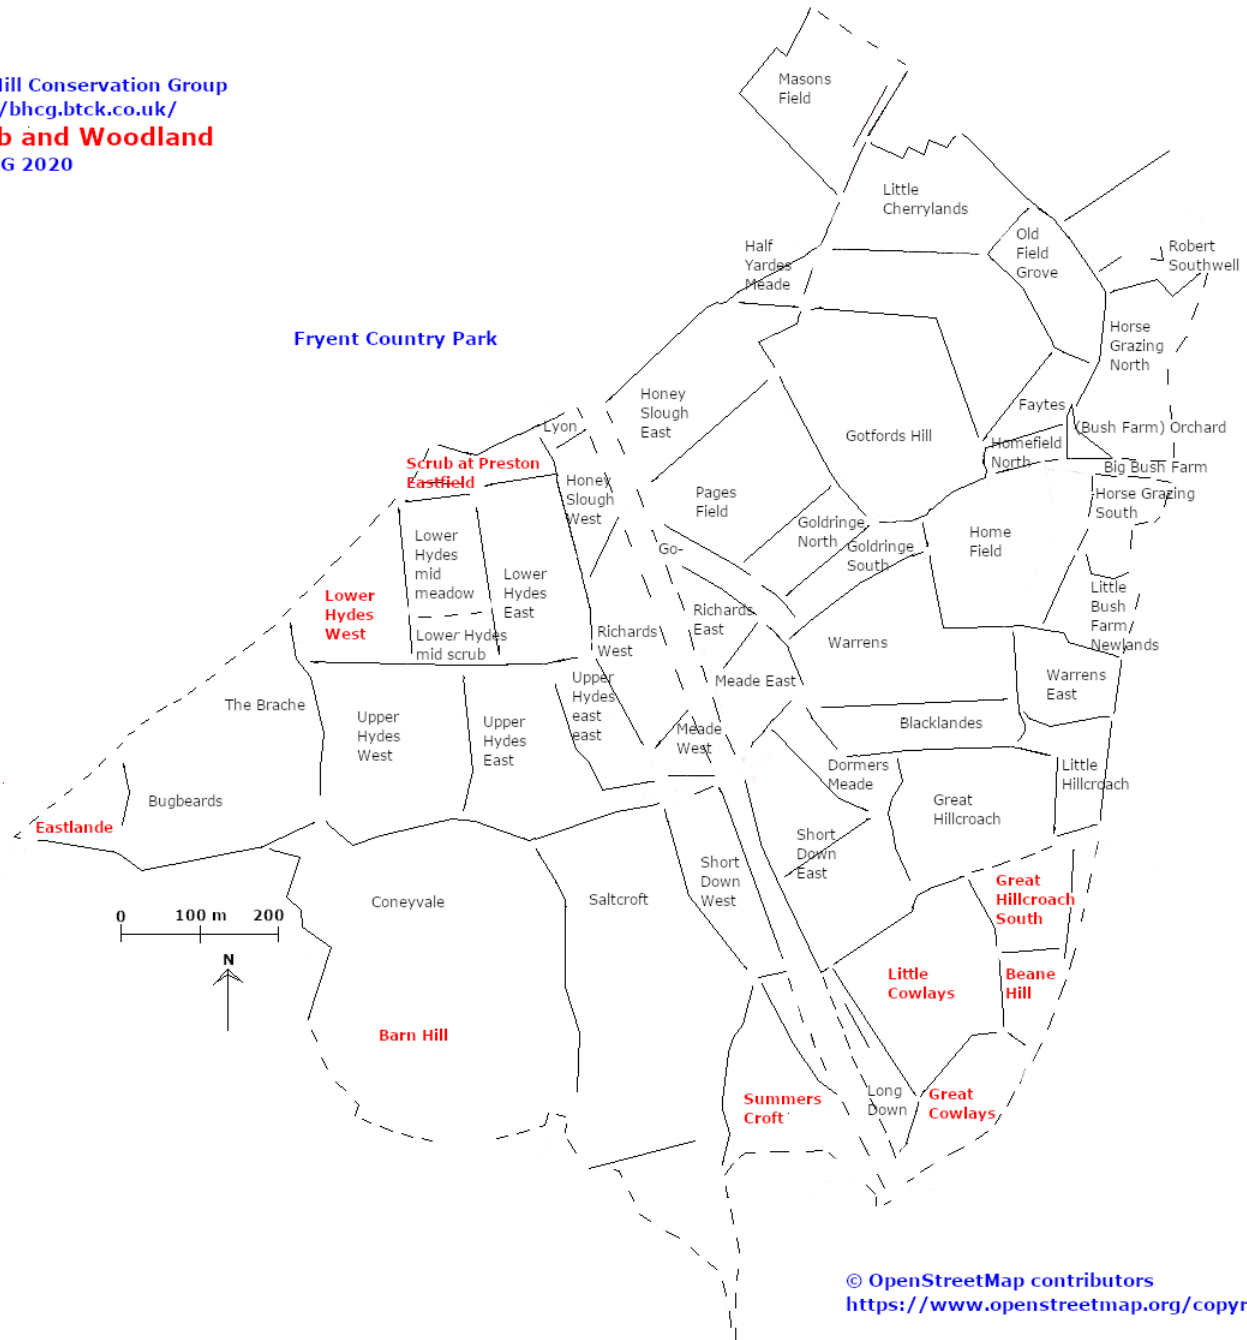 Hill Conservation Group
/bhcg.btck.co.uk/
b and Woodland
G 2020
Masons
Field
Little
Cherrylands
Old
Field
Grove
Half
Yardes
Meade
Robert
Southwell
Fryent Country Park
Horse
Grazing
North
Honey
Slough
East
Faytes
Lyon
Gotfords Hill
(Bush Farm) Orchard
Homefield
North
Scrub at Preston
Eastfield
Big Bush Farm
Honey
Slough
West
Pages
Field
Horse Grazing
South
Goldringe
North
Goldringe
South
Home
Field
Lower
Hydes
mid
meadow
Go-
Lower
Hydes
East
Lower
Hydes
West
Little
Bush
Farm
Newlands
Richards
East
Lower Hydes
mid scrub
Richards
West
Warrens
Upper
Hydes
east
east
Meade East
Warrens
East
The Brache
Upper
Hydes
West
Upper
Hydes
East
Meade
West
Blacklandes
Dormers
Meade
Little
Hillcroach
Bugbeards
Great
Hillcroach
Eastlande
Short
Down
East
Short
Down
West
Great
Hillcroach
South
Coneyvale
Saltcroft
0 100 m 200
N
Little
Cowlays
Beane
Hill
Barn Hill
Summers
Croft
Long
Down
Great
Cowlays
© OpenStreetMap contributors
https://www.openstreetmap.org/copyr